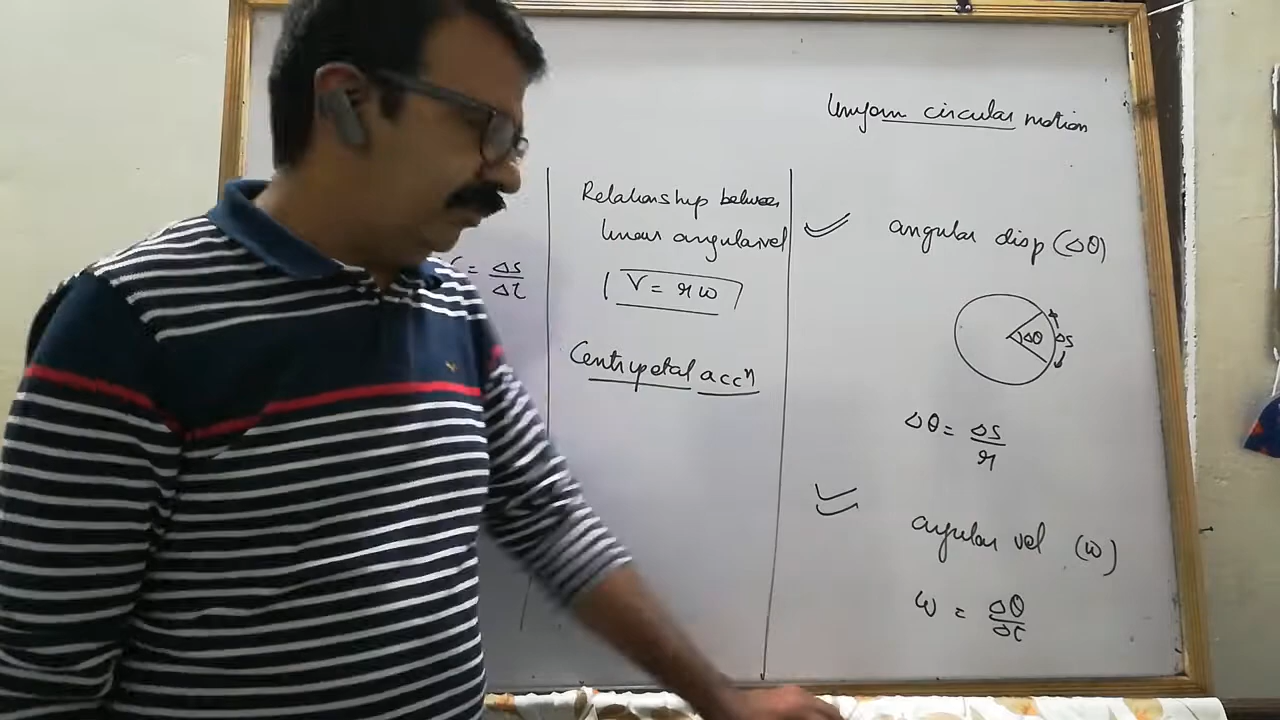 Uniform circular motion
Relationship between
linear angular vel
V = rω
Centripetal accⁿ
= Δs/Δt
angular disp (Δθ)
Δθ
Δs
Δθ = Δs/r
angular vel (ω)
ω = Δθ/Δt